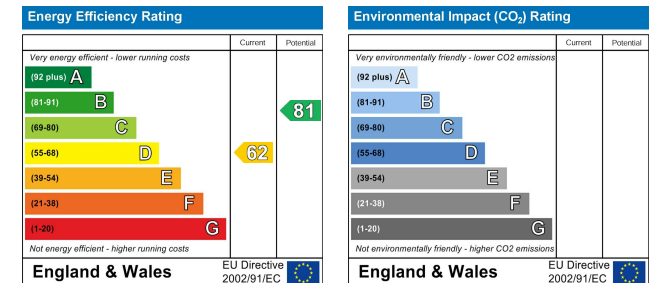 Energy Efficiency Rating
Current Potential
Very energy efficient - lower running costs
(92 plus) A
(81-91) B
(69-80) C
(55-68) D
(39-54) E
(21-38) F
(1-20) G
62
81
Not energy efficient - higher running costs
England & Wales
EU Directive
2002/91/EC
Environmental Impact (CO₂) Rating
Current Potential
Very environmentally friendly - lower CO2 emissions
(92 plus) A
(81-91) B
(69-80) C
(55-68) D
(39-54) E
(21-38) F
(1-20) G
Not environmentally friendly - higher CO2 emissions
England & Wales
EU Directive
2002/91/EC